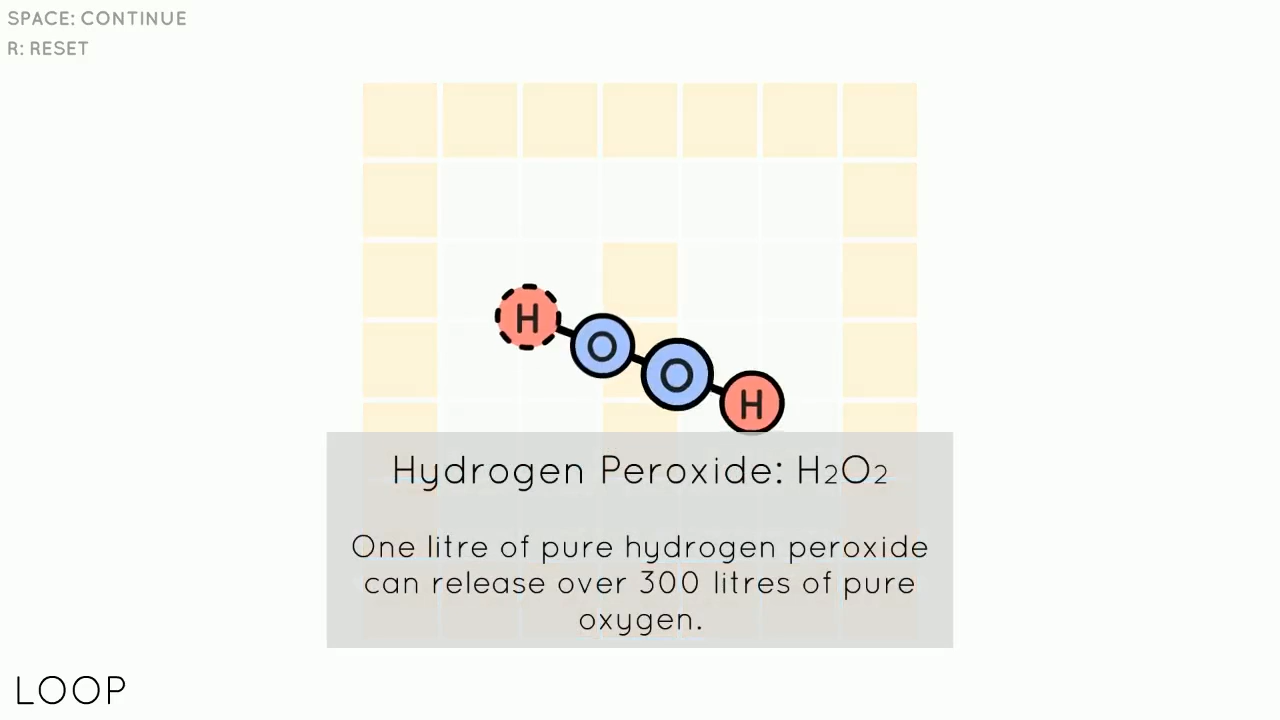 SPACE: CONTINUE
R: RESET
H O O H
Hydrogen Peroxide: H2O2
One litre of pure hydrogen peroxide
can release over 300 litres of pure
oxygen.
LOOP